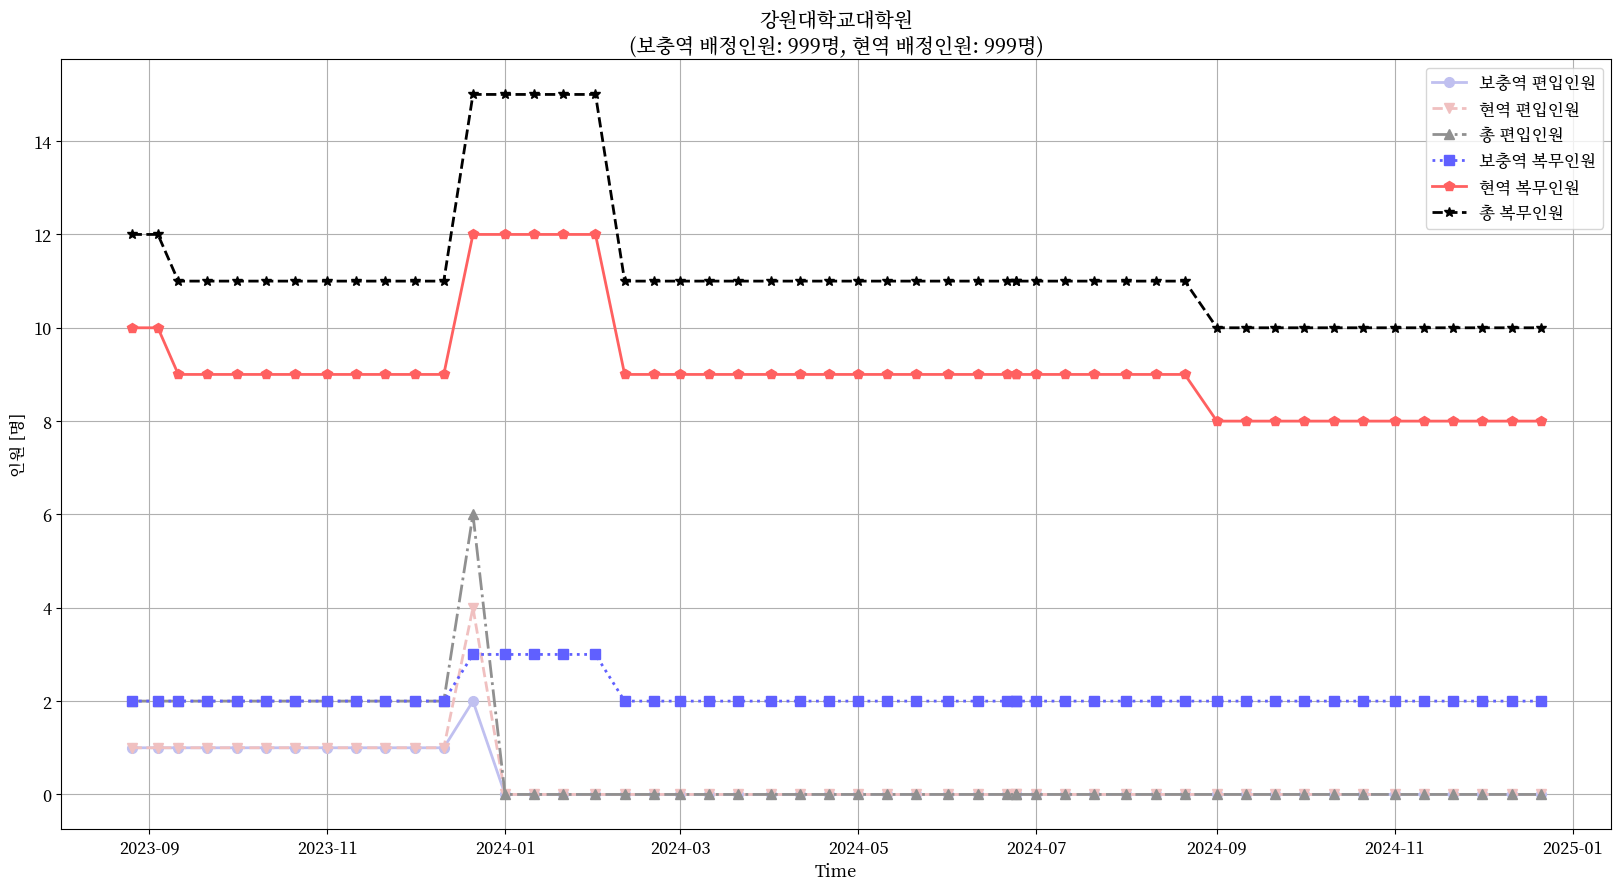 강원대학교대학원
(보충역 배정인원: 999명, 현역 배정인원: 999명)
보충역 편입인원
현역 편입인원
총 편입인원
보충역 복무인원
현역 복무인원
총 복무인원
14
12
10
8
6
4
2
0
인원 [명]
2023-09
2023-11
2024-01
2024-03
2024-05
2024-07
2024-09
2024-11
2025-01
Time